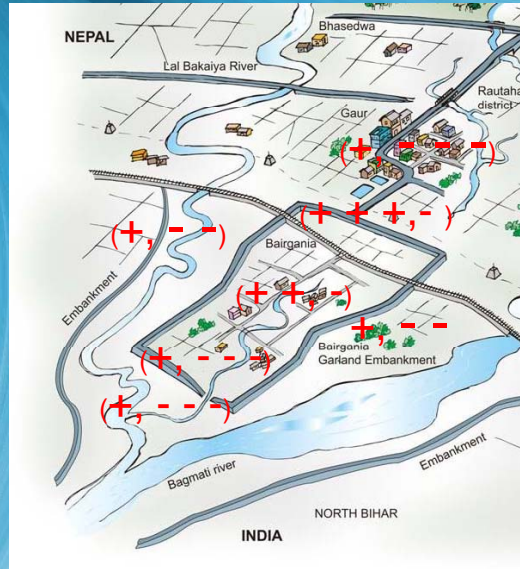 NEPAL
Bhasedwa
Lal Bakaiya River
Rautaha
district
Gaur
(+, - - -)
(+ + +,- )
(+, - -)
Bairgania
Embankment
(+ +, -)
+, - -
Bairgania
Garland Embankment
(+, - - -)
(+, - - -)
Bagmati river
Embankment
NORTH BIHAR
INDIA